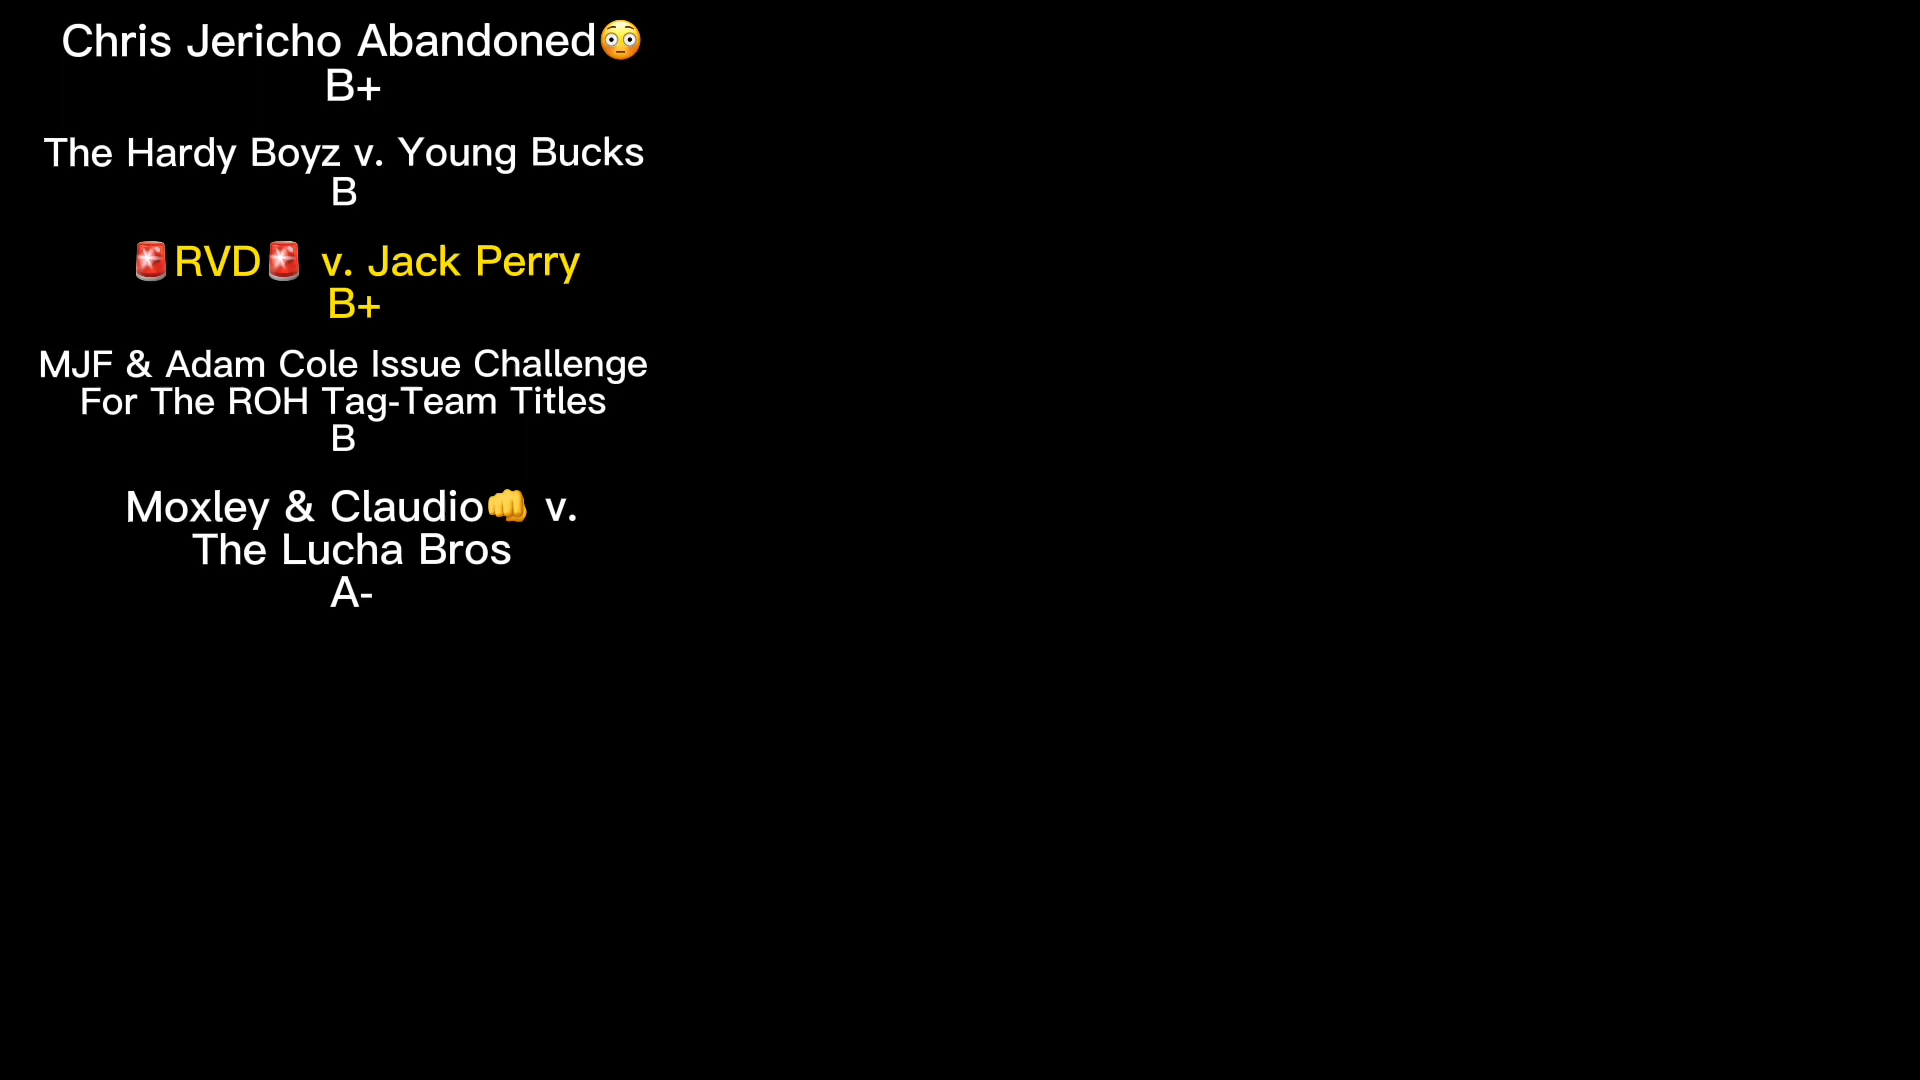 Chris Jericho Abandoned😳
B+
The Hardy Boyz v. Young Bucks
B
🚨RVD🚨 v. Jack Perry
B+
MJF & Adam Cole Issue Challenge
For The ROH Tag-Team Titles
B
Moxley & Claudio👊 v.
The Lucha Bros
A-